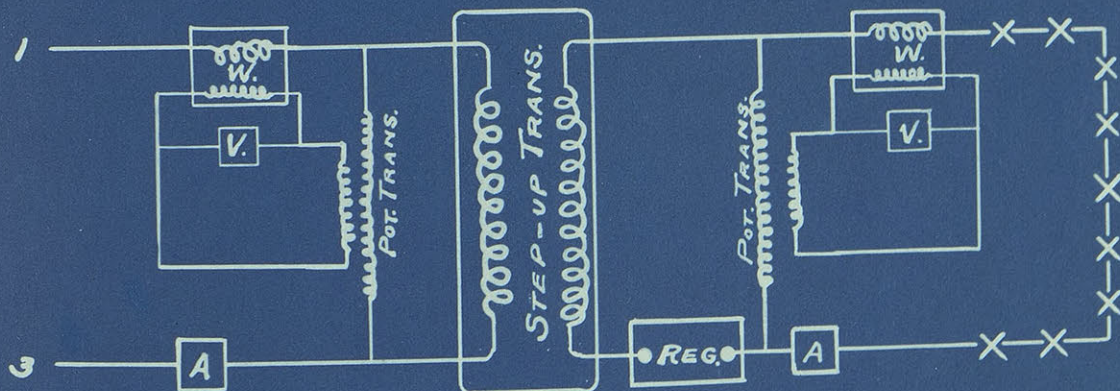 1
W.
V.
POT. TRANS.
STEP-UP TRANS.
POT. TRANS.
W.
V.
3
A
REG.
A